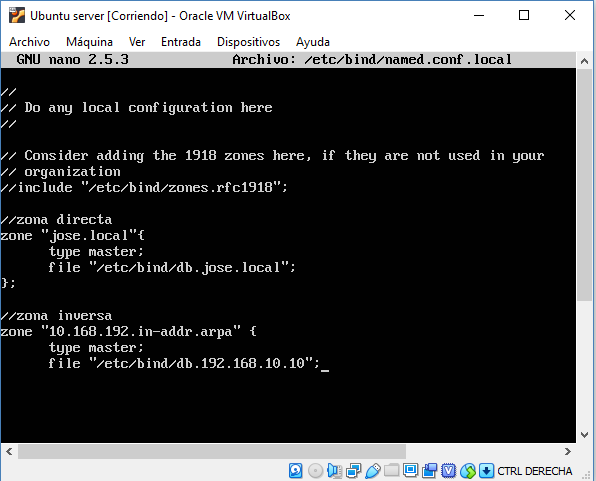 Ubuntu server [Corriendo] - Oracle VM VirtualBox
Archivo Máquina Ver Entrada Dispositivos Ayuda
GNU nano 2.5.3 Archivo: /etc/bind/named.conf.local
//
// Do any local configuration here
//
// Consider adding the 1918 zones here, if they are not used in your
// organization
//include "/etc/bind/zones.rfc1918";
//zona directa
zone "jose.local"{
type master;
file "/etc/bind/db.jose.local";
};
//zona inversa
zone "10.168.192.in-addr.arpa" {
type master;
file "/etc/bind/db.192.168.10.10";_
CTRL DERECHA